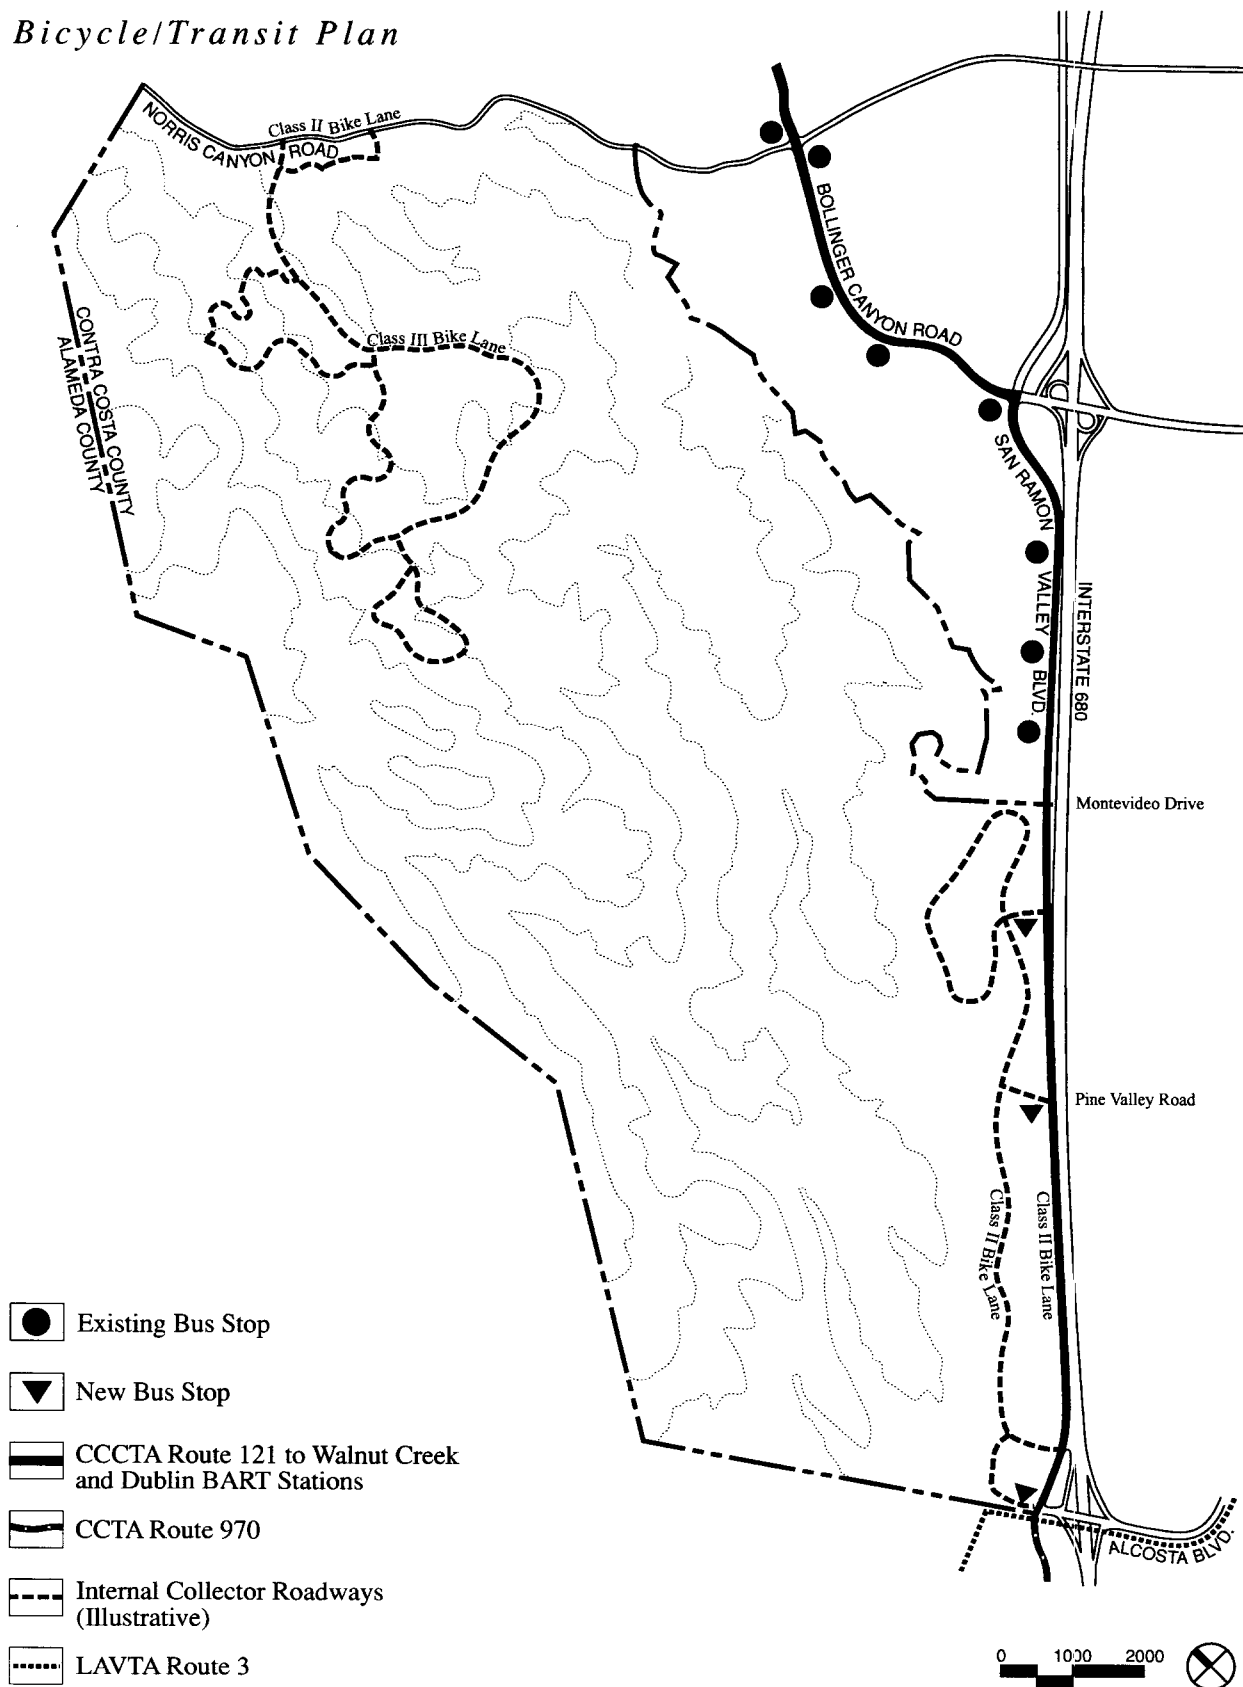 Bicycle/Transit Plan
NORRIS CANYON ROAD
Class II Bike Lane
BOLLINGER CANYON ROAD
Class III Bike Lane
CONTRA COSTA COUNTY
ALAMEDA COUNTY
SAN RAMON VALLEY BLVD.
INTERSTATE 680
Montevideo Drive
Pine Valley Road
Class II Bike Lane
Class II Bike Lane
ALCOSTA BLVD.
Existing Bus Stop
New Bus Stop
CCCTA Route 121 to Walnut Creek
and Dublin BART Stations
CCTA Route 970
Internal Collector Roadways
(Illustrative)
LAVTA Route 3
0 1000 2000